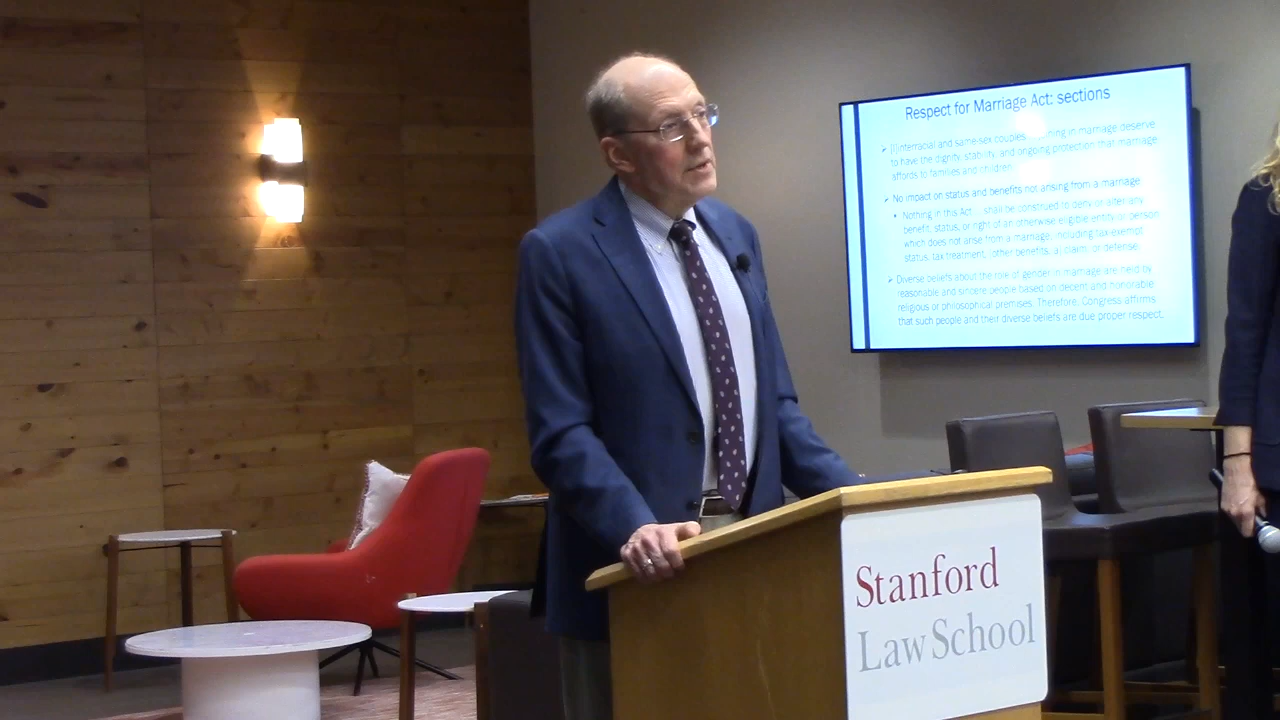 Respect for Marriage Act: sections
[I]nterracial and same-sex couples joining in marriage deserve
to have the dignity, stability, and ongoing protection that marriage
affords to families and children.
No impact on status and benefits not arising from a marriage
Nothing in this Act ... shall be construed to deny or alter any
benefit, status, or right of an otherwise eligible entity or person
which does not arise from a marriage, including tax-exempt
status, tax treatment, [other benefits, a] claim, or defense.
Diverse beliefs about the role of gender in marriage are held by
reasonable and sincere people based on decent and honorable
religious or philosophical premises. Therefore, Congress affirms
that such people and their diverse beliefs are due proper respect.
Stanford
Law School